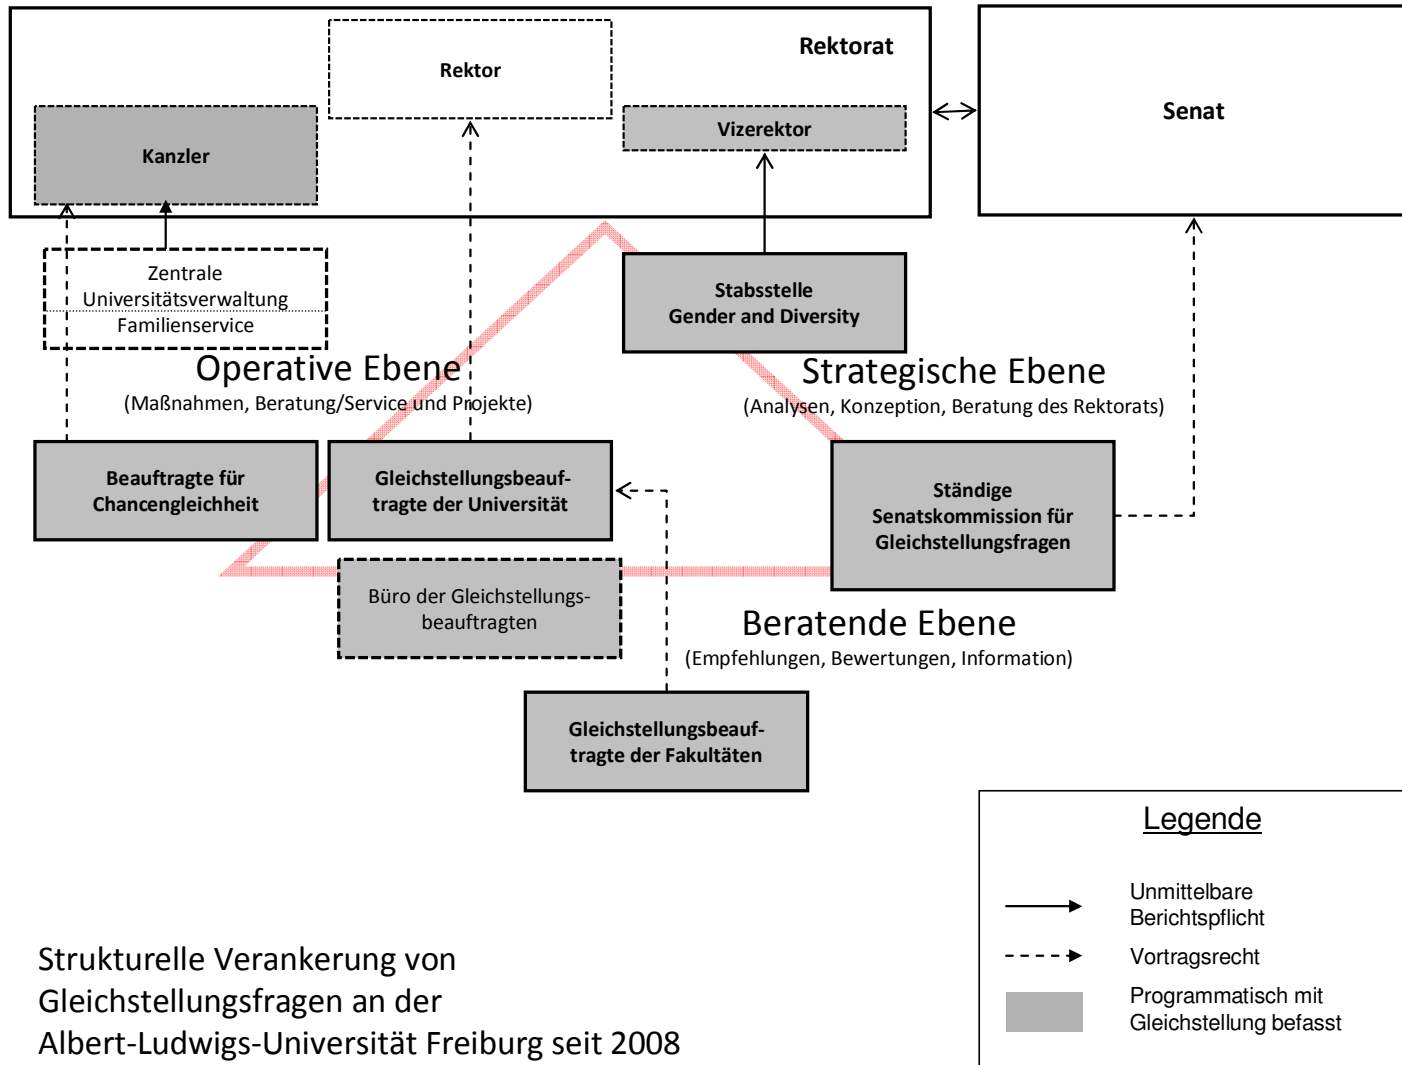 Rektorat
Rektor
Kanzler
Vizerektor
Senat
Zentrale
Universitätsverwaltung
Familienservice
Stabsstelle
Gender and Diversity
Operative Ebene
(Maßnahmen, Beratung/Service und Projekte)
Strategische Ebene
(Analysen, Konzeption, Beratung des Rektorats)
Beauftragte für
Chancengleichheit
Gleichstellungsbeauf-
tragte der Universität
Ständige
Senatskommission für
Gleichstellungsfragen
Büro der Gleichstellungs-
beauftragten
Beratende Ebene
(Empfehlungen, Bewertungen, Information)
Gleichstellungsbeauf-
tragte der Fakultäten
Legende
Unmittelbare
Berichtspflicht
Vortragsrecht
Programmatisch mit
Gleichstellung befasst
Strukturelle Verankerung von
Gleichstellungsfragen an der
Albert-Ludwigs-Universität Freiburg seit 2008